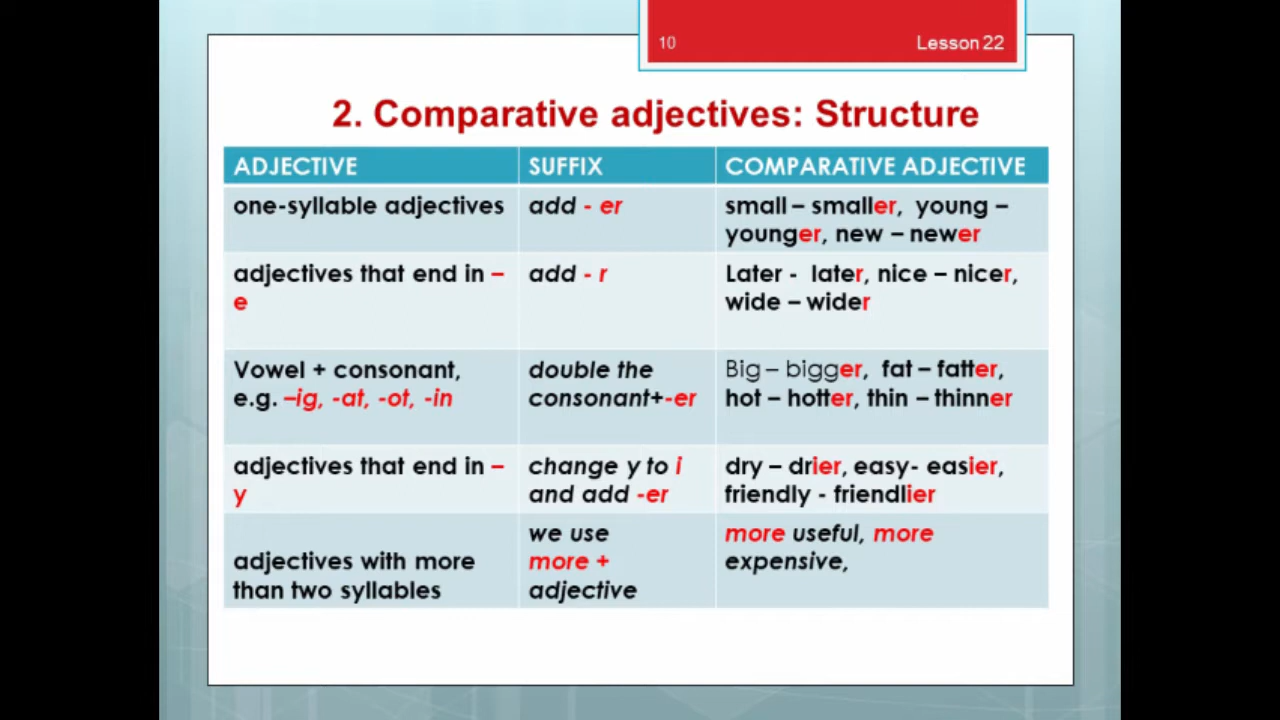 10 Lesson 22
2. Comparative adjectives: Structure
ADJECTIVE SUFFIX COMPARATIVE ADJECTIVE
one-syllable adjectives add - er small – smaller, young –
younger, new – newer
adjectives that end in – add - r Later - later, nice – nicer,
e wide – wider
Vowel + consonant, double the Big – bigger, fat – fatter,
e.g. –ig, -at, -ot, -in consonant+-er hot – hotter, thin – thinner
adjectives that end in – change y to i dry – drier, easy- easier,
y and add -er friendly - friendlier
we use more useful, more
adjectives with more more + expensive,
than two syllables adjective